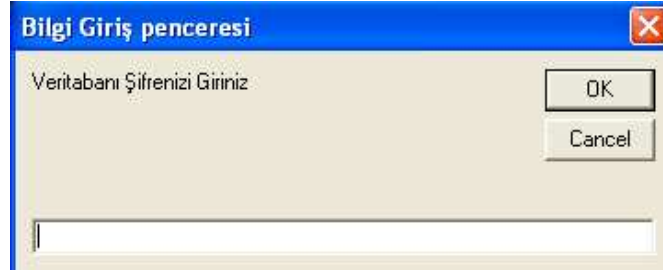 Bilgi Giriş penceresi
Veritabanı Şifrenizi Giriniz
OK
Cancel